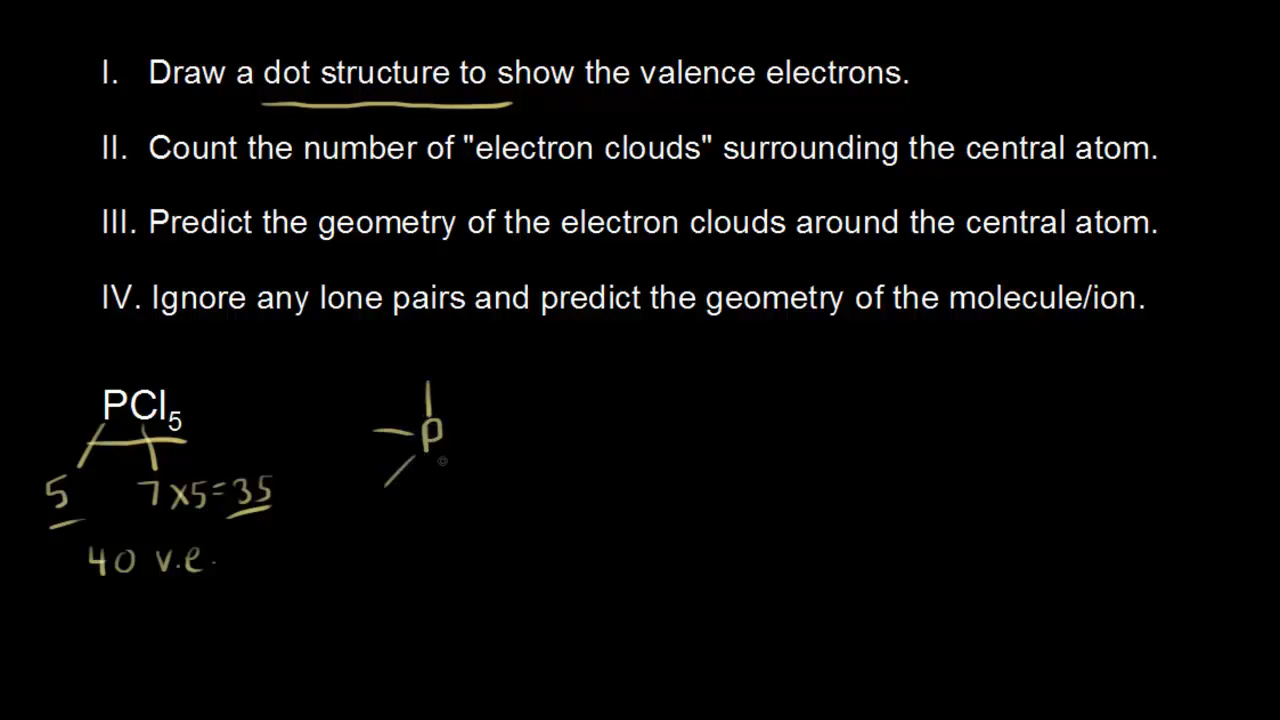 I. Draw a dot structure to show the valence electrons.
II. Count the number of "electron clouds" surrounding the central atom.
III. Predict the geometry of the electron clouds around the central atom.
IV. Ignore any lone pairs and predict the geometry of the molecule/ion.
PCl₅
P
5 7x5=35
40 v.e.